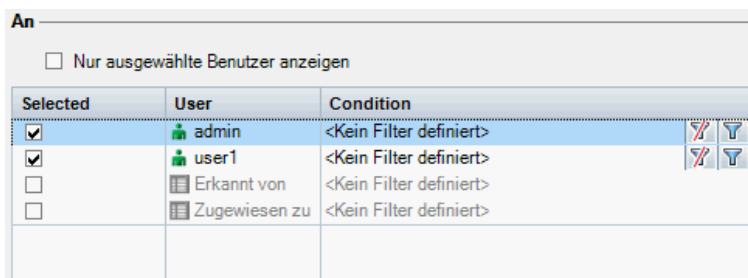 An
Nur ausgewählte Benutzer anzeigen
Selected User Condition
admin <Kein Filter definiert>
user1 <Kein Filter definiert>
Erkannt von <Kein Filter definiert>
Zugewiesen zu <Kein Filter definiert>